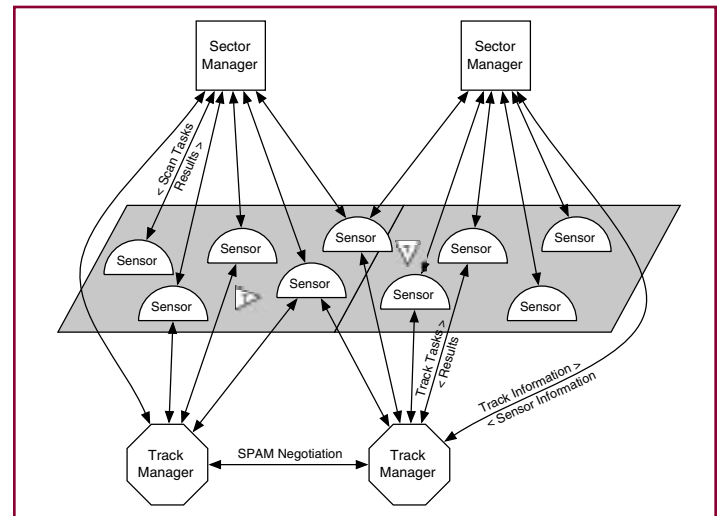 Sector
Manager
Sector
Manager
< Scan Tasks
Results >
Sensor
Sensor
Sensor
Sensor
Sensor
Sensor
Sensor
Sensor
Sensor
Track Tasks >
< Results
Track Information >
< Sensor Information
Track
Manager
SPAM Negotiation
Track
Manager